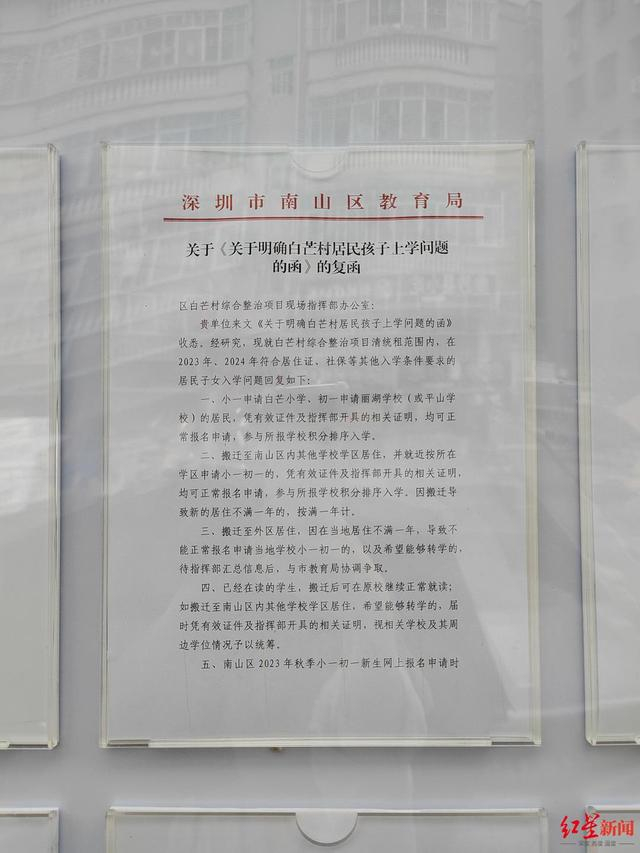 深圳市南山区教育局
关于《关于明确白芒村居民孩子上学问题
的函》的复函
区白芒村综合整治项目现场指挥部办公室：
贵单位来文《关于明确白芒村居民孩子上学问题的函》
收悉。经研究，现就白芒村综合整治项目清统租范围内，在
2023年、2024年符合居住证、社保等其他入学条件要求的
居民子女入学问题回复如下：
一、小一申请白芒小学、初一申请丽湖学校（或平山学
校）的居民，凭有效证件及指挥部开具的相关证明，均可正
常报名申请，参与所报学校积分排序入学。
二、搬迁至南山区内其他学校学区居住，并就近按所在
学区申请小一初一的，凭有效证件及指挥部开具的相关证明，
均可正常报名申请，参与所报学校积分排序入学。因搬迁导
致新的居住不满一年的，按满一年计。
三、搬迁至外区居住，因在当地居住不满一年，导致不
能正常报名申请当地学校小一初一的，以及希望能够转学的，
待指挥部汇总信息后，与市教育局协调争取。
四、已经在读的学生，搬迁后可在原校继续正常就读；
如搬迁至南山区内其他学校学区居住，希望能够转学的，届
时凭有效证件及指挥部开具的相关证明，视相关学校及其周
边学位情况予以统筹。
五、南山区2023年秋季小一初一新生网上报名申请时
红星新闻
深度 亮度 温度